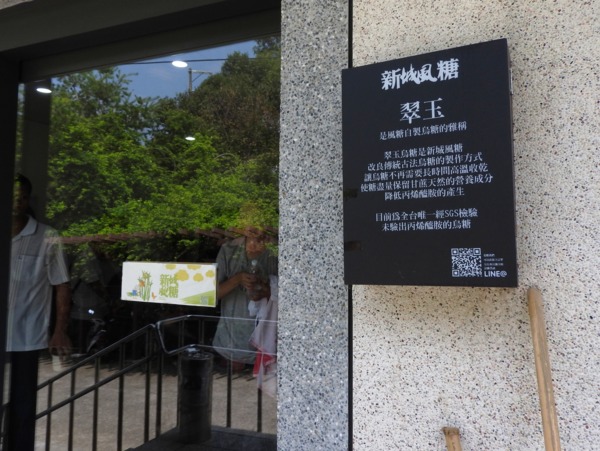 新城風糖
翠玉
是風糖自製烏糖的雅稱
翠玉烏糖是新城風糖
改良傳統古法烏糖的製作方式
讓烏糖不再需要長時間高溫收乾
使糖盡量保留甘蔗天然的營養成分
降低丙烯醯胺的產生
目前為全台唯一經SGS檢驗
未驗出丙烯醯胺的烏糖
LINE@
新城
風糖